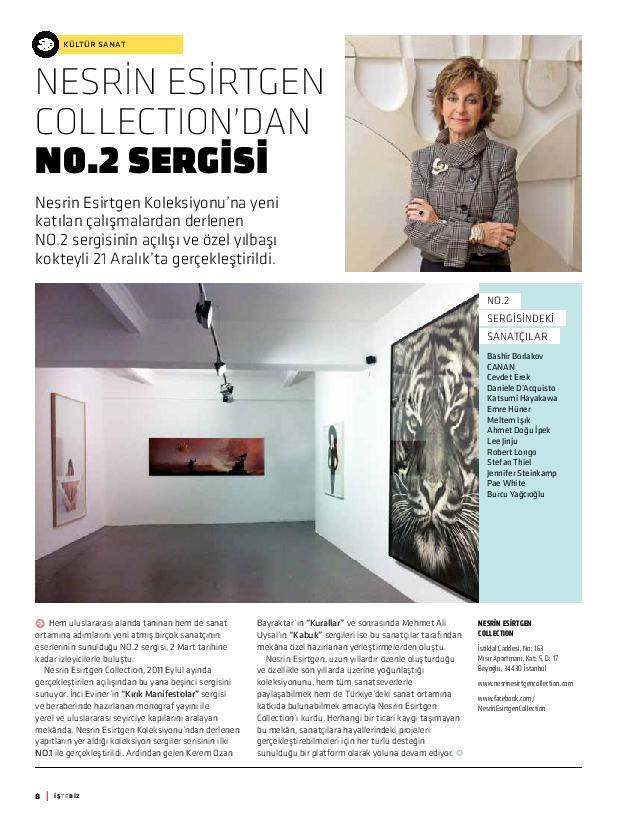 KÜLTÜR SANAT
NESRİN ESİRTGEN
COLLECTION'DAN
NO.2 SERGİSİ
Nesrin Esirtgen Koleksiyonu'na yeni
katılan çalışmalardan derlenen
NO.2 sergisinin açılışı ve özel yılbaşı
kokteyli 21 Aralık'ta gerçekleştirildi.
NO.2
SERGİSİNDEKİ
SANATÇILAR
Bashir Borlakov
CANAN
Cevdet Erek
Daniele D'Acquisto
Katsumi Hayakawa
Emre Hüner
Meltem Işık
Ahmet Doğu İpek
Lee Jinju
Robert Longo
Stefan Thiel
Jennifer Steinkamp
Pae White
Burcu Yağcıoğlu
Hem uluslararası alanda tanınan hem de sanat
ortamına adımlarını yeni atmış birçok sanatçının
eserlerinin sunulduğu NO.2 sergisi, 2 Mart tarihine
kadar izleyicilerle buluştu.
Nesrin Esirtgen Collection, 2011 Eylül ayında
gerçekleştirilen açılışından bu yana beşinci sergisini
sunuyor. İnci Eviner'in "Kırık Manifestolar" sergisi
ve beraberinde hazırlanan monograf yayını ile
yerel ve uluslararası seyirciye kapılarını aralayan
mekânda, Nesrin Esirtgen Koleksiyonu'ndan derlenen
yapıtların yer aldığı koleksiyon sergiler serisinin ilki
NO.1 ile gerçekleştirildi. Ardından gelen Kerem Ozan
Bayraktar'ın "Kurallar" ve sonrasında Mehmet Ali
Uysal'ın "Kabuk" sergileri ise bu sanatçılar tarafından
mekâna özel hazırlanan yerleştirmelerden oluştu.
Nesrin Esirtgen, uzun yıllardır özenle oluşturduğu
ve özellikle son yıllarda üzerine yoğunlaştığı
koleksiyonunu, hem tüm sanatseverlerle
paylaşabilmek hem de Türkiye'deki sanat ortamına
katkıda bulunabilmek amacıyla Nesrin Esirtgen
Collection'ı kurdu. Herhangi bir ticari kaygı taşımayan
bu mekân, sanatçılara hayallerindeki projeleri
gerçekleştirebilmeleri için her türlü desteğin
sunulduğu bir platform olarak yoluna devam ediyor.
NESRİN ESİRTGEN
COLLECTION
İstiklal Caddesi, No: 163
Mısır Apartmanı, Kat: 5, D: 17
Beyoğlu, 34430 İstanbul
www.nesrinesirtgencollection.com
www.facebook.com/
NesrinEsirtgenCollection
8 | İŞTEBİZ